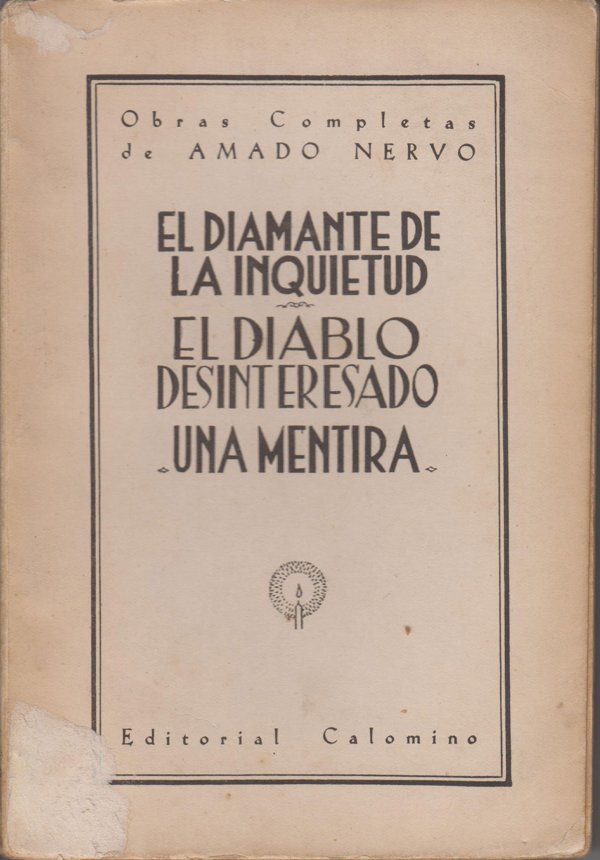 Obras Completas
de AMADO NERVO
EL DIAMANTE DE
LA INQUIETUD
EL DIABLO
DESINTERESADO
UNA MENTIRA
Editorial Calomino